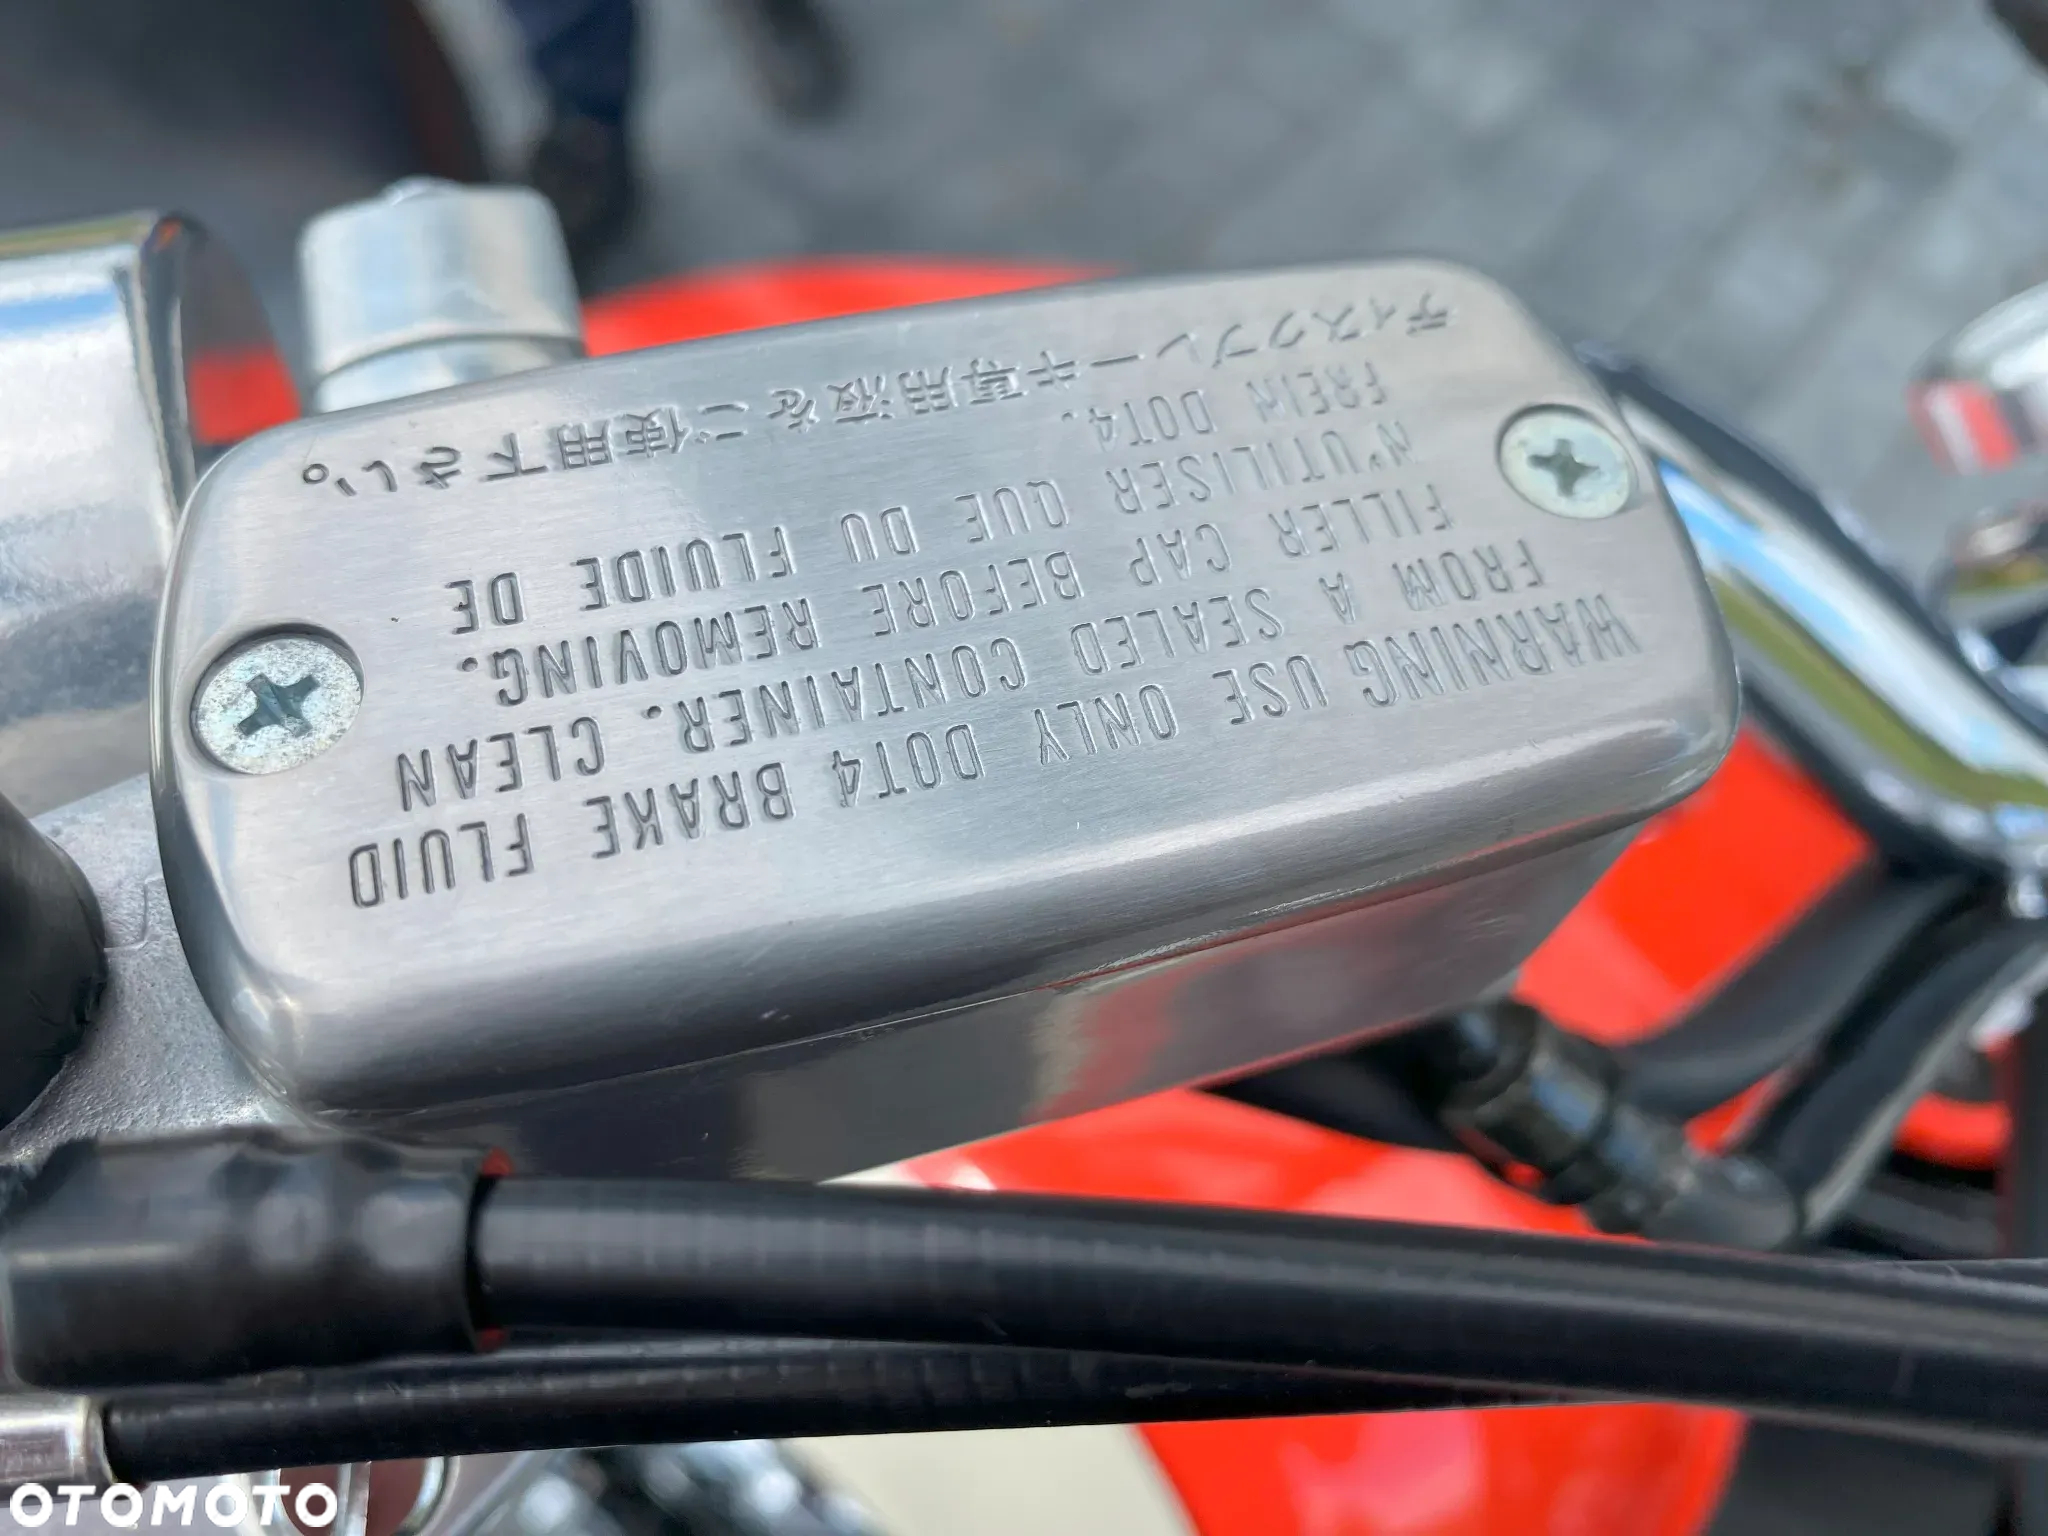 WARNING USE ONLY DOT4 BRAKE FLUID
FROM A SEALED CONTAINER. CLEAN
FILLER CAP BEFORE REMOVING.
N'UTILISER QUE DU FLUIDE DE
FREIN DOT4.
ディスクブレーキ専用液をご使用下さい。
OTOMOTO